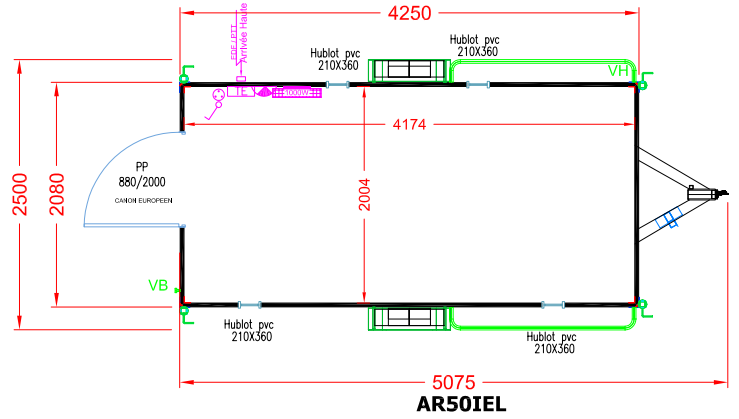 4250
EDF/PTT
Arrivée Haute
Hublot pvc
210X360
Hublot pvc
210X360
VH
TE
1000W
4174
PP
880/2000
CANON EUROPEEN
2500
2080
2004
VB
Hublot pvc
210X360
Hublot pvc
210X360
5075
AR50IEL